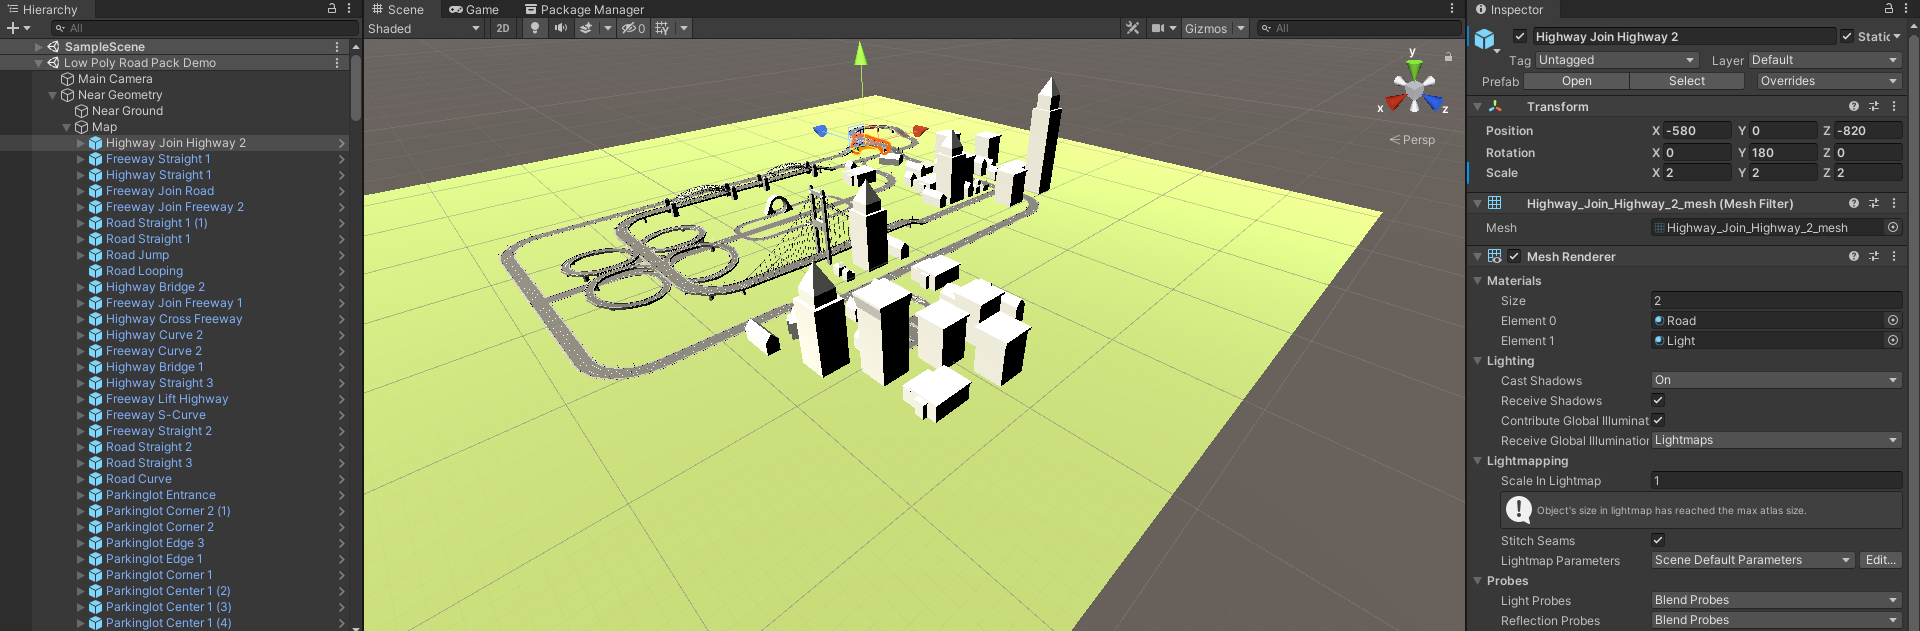 Hierarchy
All
SampleScene
Low Poly Road Pack Demo
Main Camera
Near Geometry
Near Ground
Map
Highway Join Highway 2
Freeway Straight 1
Highway Straight 1
Freeway Join Road
Freeway Join Freeway 2
Road Straight 1 (1)
Road Straight 1
Road Jump
Road Looping
Highway Bridge 2
Freeway Join Freeway 1
Highway Cross Freeway
Highway Curve 2
Freeway Curve 2
Highway Bridge 1
Highway Straight 3
Freeway Lift Highway
Freeway S-Curve
Freeway Straight 2
Road Straight 2
Road Straight 3
Road Curve
Parkinglot Entrance
Parkinglot Corner 2 (1)
Parkinglot Corner 2
Parkinglot Edge 3
Parkinglot Edge 1
Parkinglot Corner 1
Parkinglot Center 1 (2)
Parkinglot Center 1 (3)
Parkinglot Center 1 (4)
Scene Game Package Manager
Shaded 2D 0 Gizmos All
y
x z
Persp
Inspector
Highway Join Highway 2 Static
Tag Untagged Layer Default
Prefab Open Select Overrides
Transform
Position X -580 Y 0 Z -820
Rotation X 0 Y 180 Z 0
Scale X 2 Y 2 Z 2
Highway_Join_Highway_2_mesh (Mesh Filter)
Mesh Highway_Join_Highway_2_mesh
Mesh Renderer
Materials
Size 2
Element 0 Road
Element 1 Light
Lighting
Cast Shadows On
Receive Shadows
Contribute Global Illuminat
Receive Global Illumination Lightmaps
Lightmapping
Scale In Lightmap 1
Object's size in lightmap has reached the max atlas size.
Stitch Seams
Lightmap Parameters Scene Default Parameters Edit...
Probes
Light Probes Blend Probes
Reflection Probes Blend Probes